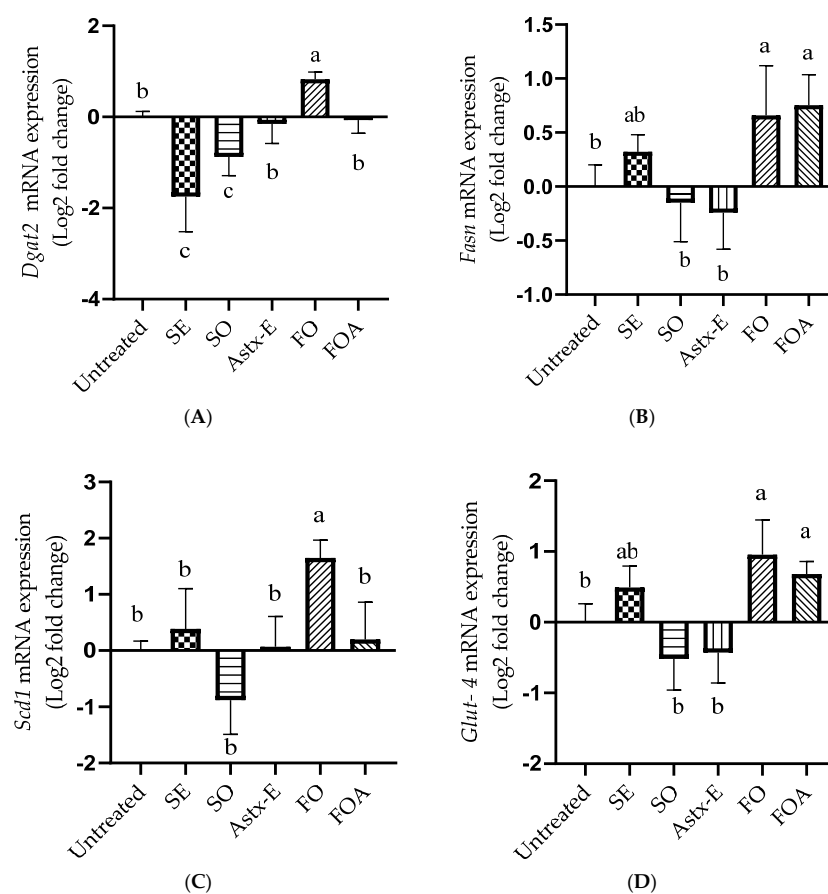 Dgat2 mRNA expression
(Log2 fold change)
2
0
-2
-4
b
c
c
b
a
b
Untreated
SE
SO
Astx-E
FO
FOA
(A)
Fasn mRNA expression
(Log2 fold change)
1.5
1.0
0.5
0.0
-0.5
-1.0
b
ab
b
b
a
a
Untreated
SE
SO
Astx-E
FO
FOA
(B)
Scd1 mRNA expression
(Log2 fold change)
3
2
1
0
-1
-2
b
b
b
b
a
b
Untreated
SE
SO
Astx-E
FO
FOA
(C)
Glut- 4 mRNA expression
(Log2 fold change)
2
1
0
-1
-2
b
ab
b
b
a
a
Untreated
SE
SO
Astx-E
FO
FOA
(D)